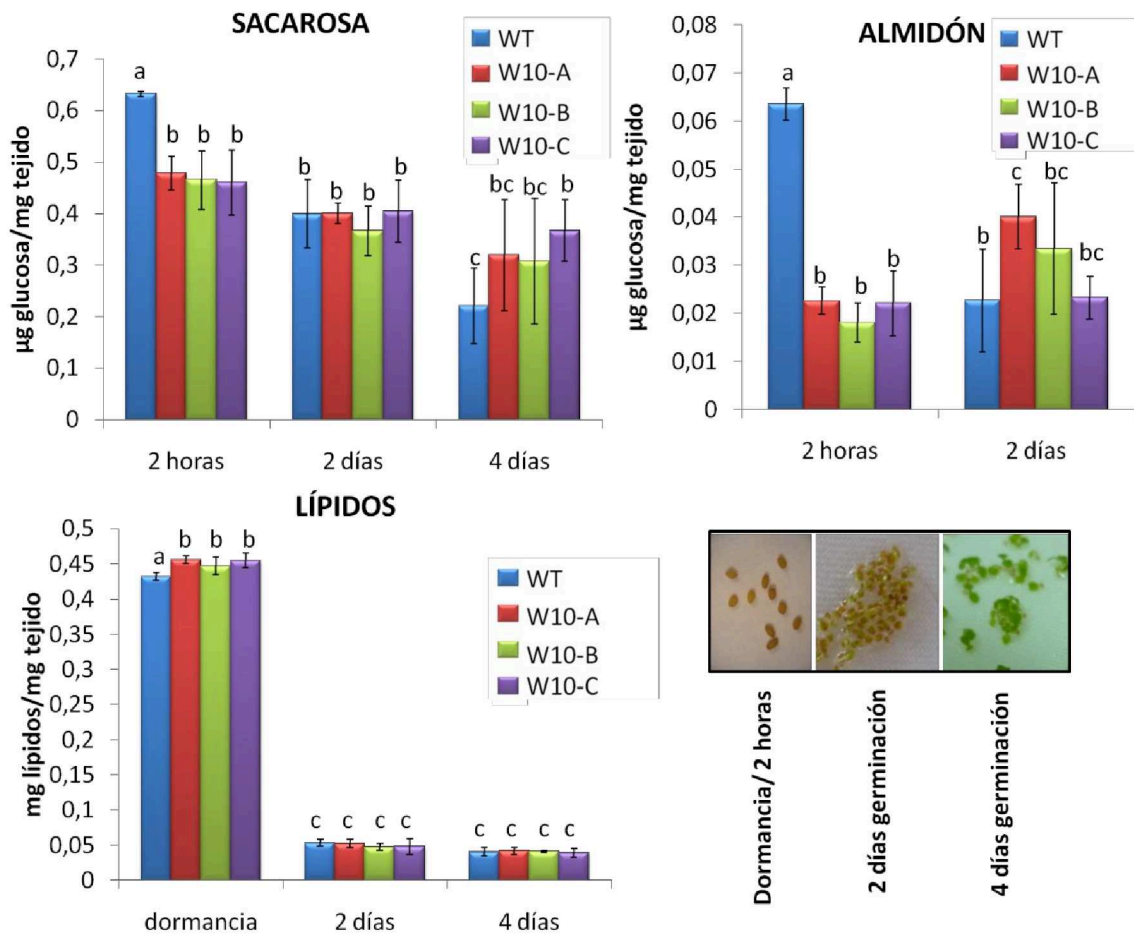 SACAROSA
µg glucosa/mg tejido
0,7
0,6
0,5
0,4
0,3
0,2
0,1
0
a
b
b
b
b
b
b
b
c
bc
bc
b
2 horas
2 días
4 días
WT
W10-A
W10-B
W10-C
ALMIDÓN
µg glucosa/mg tejido
0,08
0,07
0,06
0,05
0,04
0,03
0,02
0,01
0
a
b
b
b
b
c
bc
bc
2 horas
2 días
WT
W10-A
W10-B
W10-C
LÍPIDOS
mg lípidos/mg tejido
0,5
0,45
0,4
0,35
0,3
0,25
0,2
0,15
0,1
0,05
0
a
b
b
b
c
c
c
c
c
c
c
c
dormancia
2 días
4 días
WT
W10-A
W10-B
W10-C
Dormancia/ 2 horas
2 días germinación
4 días germinación